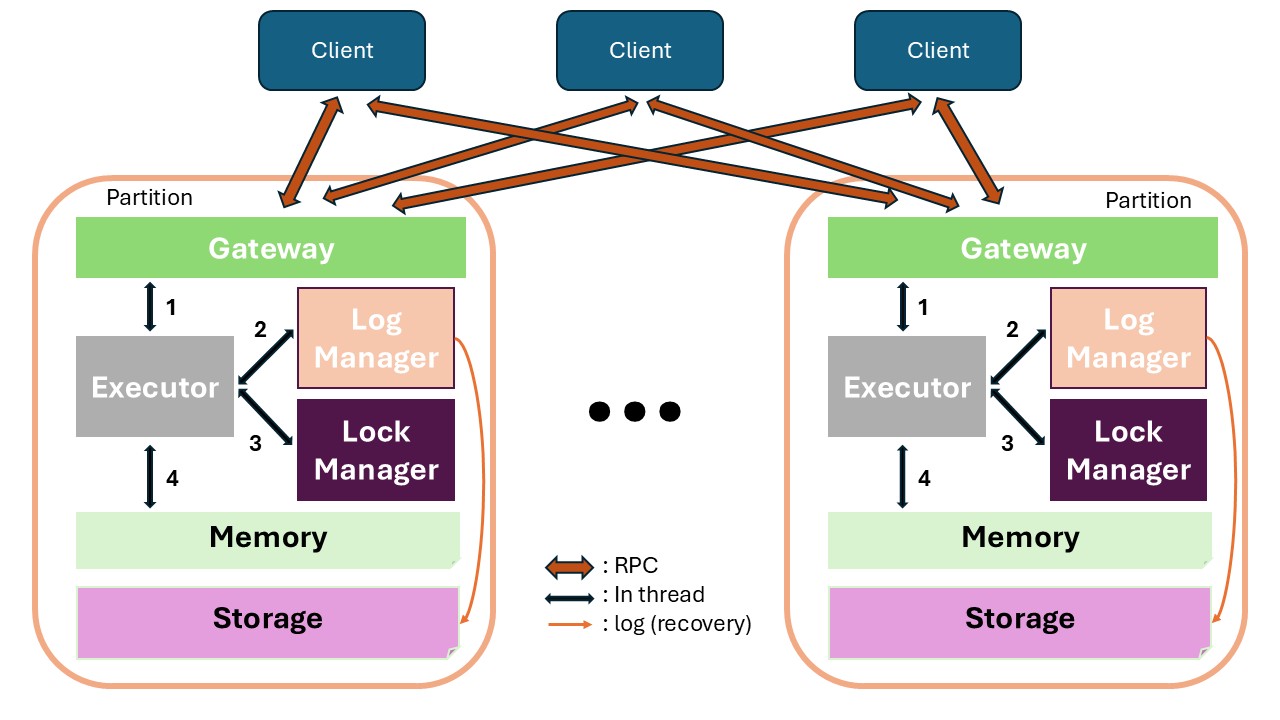 Client
Client
Client
Partition
Gateway
1
2
Log
Manager
Executor
3
Lock
Manager
4
Memory
Storage
: RPC
: In thread
: log (recovery)
Partition
Gateway
1
2
Log
Manager
Executor
3
Lock
Manager
4
Memory
Storage